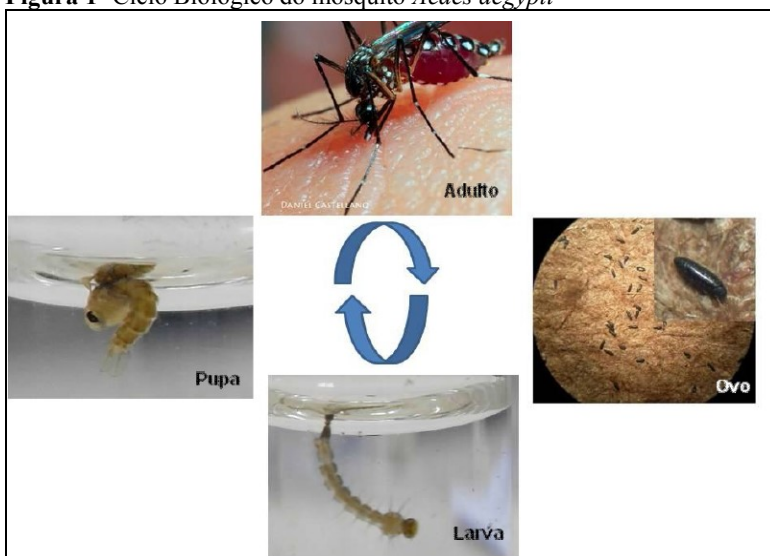 Figura 1- Ciclo Biológico do mosquito Aedes aegypti
Adulto
DANIEL CASTELLANO
Pupa
Ovo
Larva